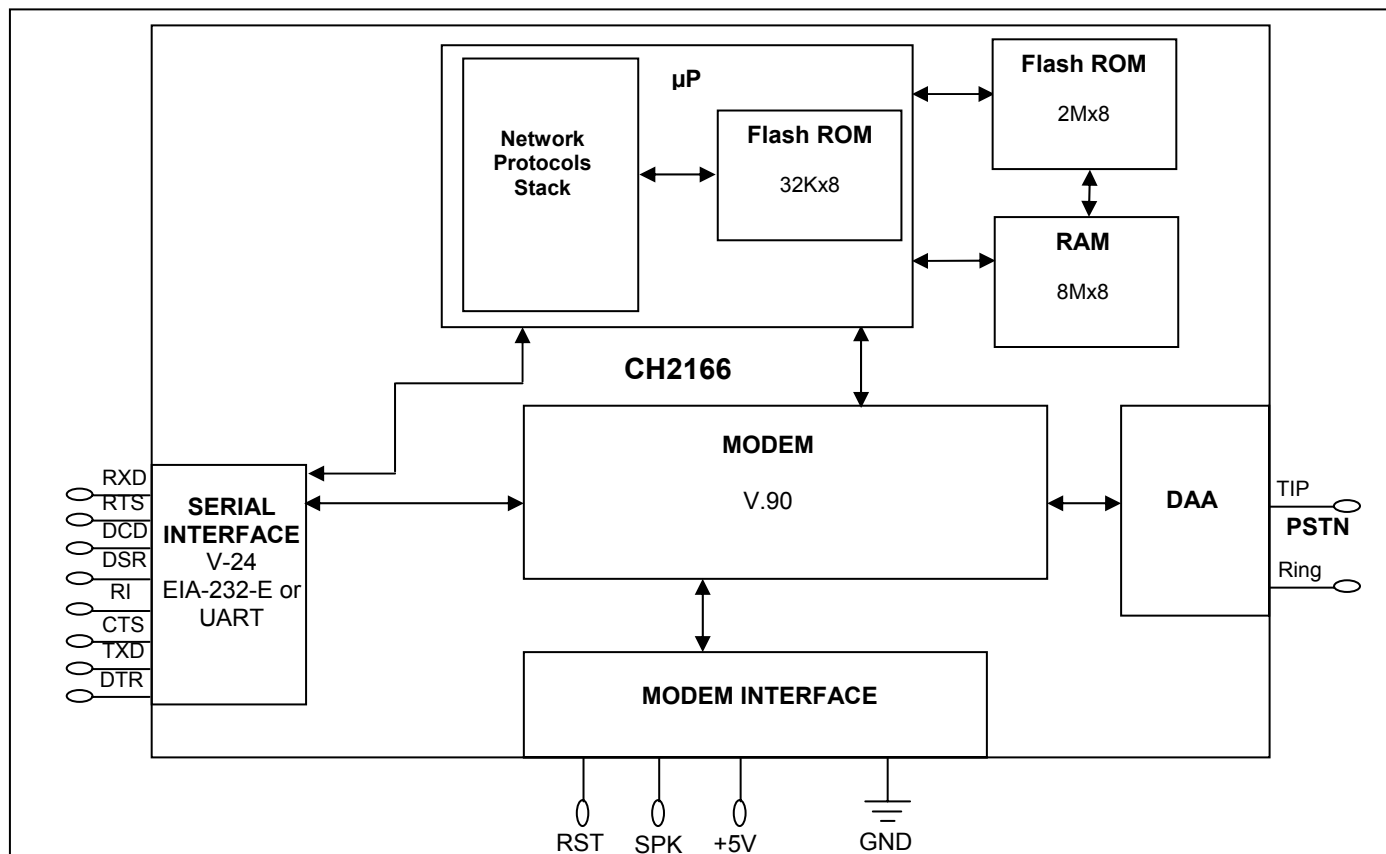 µP
Network
Protocols
Stack
Flash ROM
32Kx8
Flash ROM
2Mx8
RAM
8Mx8
CH2166
MODEM
V.90
DAA
TIP
PSTN
Ring
RXD
RTS
DCD
DSR
RI
CTS
TXD
DTR
SERIAL
INTERFACE
V-24
EIA-232-E or
UART
MODEM INTERFACE
RST
SPK
+5V
GND